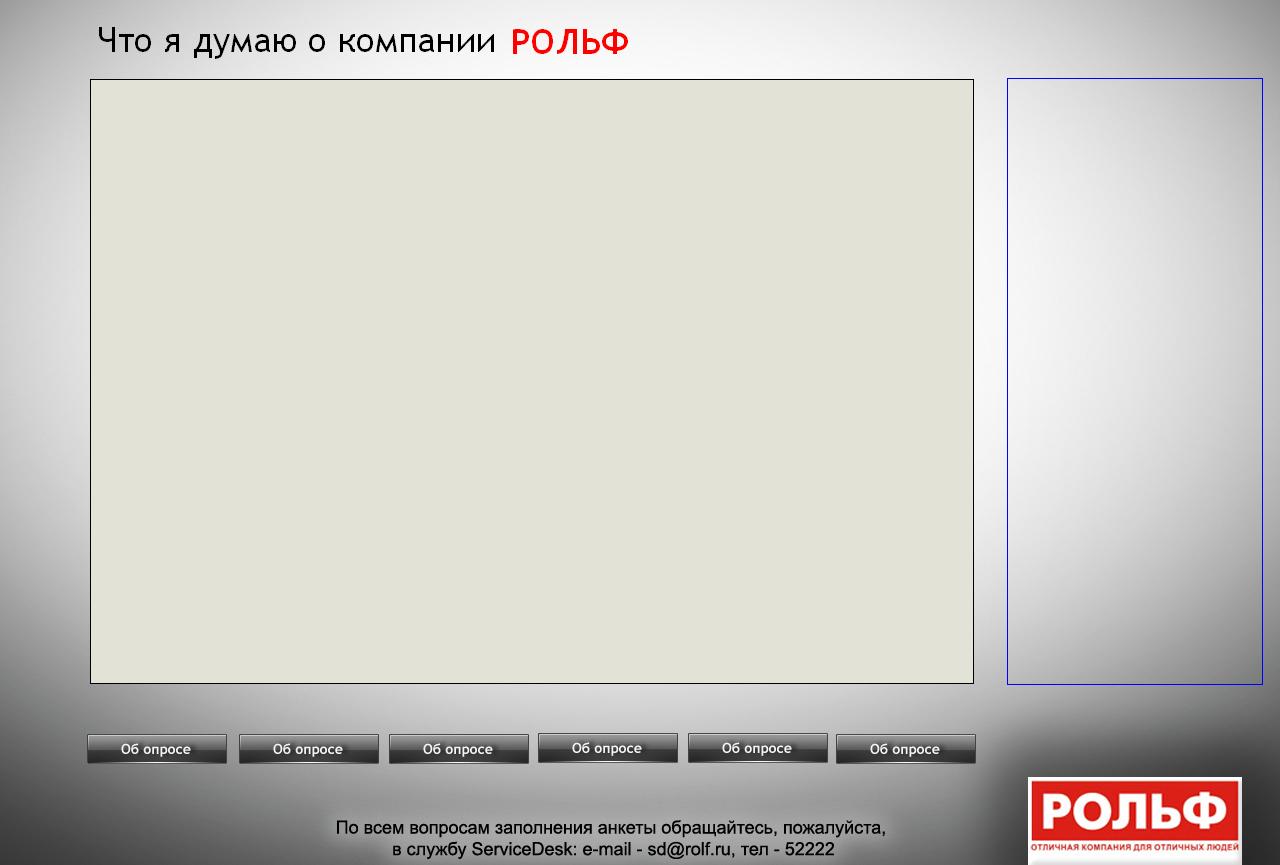 Что я думаю о компании РОЛЬФ
Об опросе
Об опросе
Об опросе
Об опросе
Об опросе
Об опросе
По всем вопросам заполнения анкеты обращайтесь, пожалуйста,
в службу ServiceDesk: e-mail - sd@rolf.ru, тел - 52222
РОЛЬФ
ОТЛИЧНАЯ КОМПАНИЯ ДЛЯ ОТЛИЧНЫХ ЛЮДЕЙ